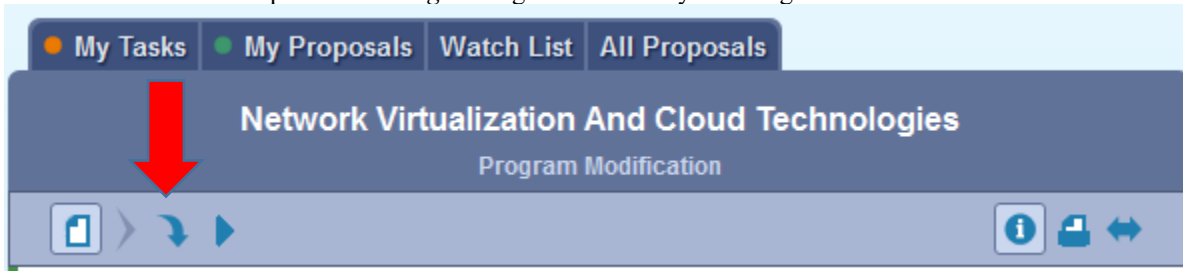 My Tasks My Proposals Watch List All Proposals
Network Virtualization And Cloud Technologies
Program Modification